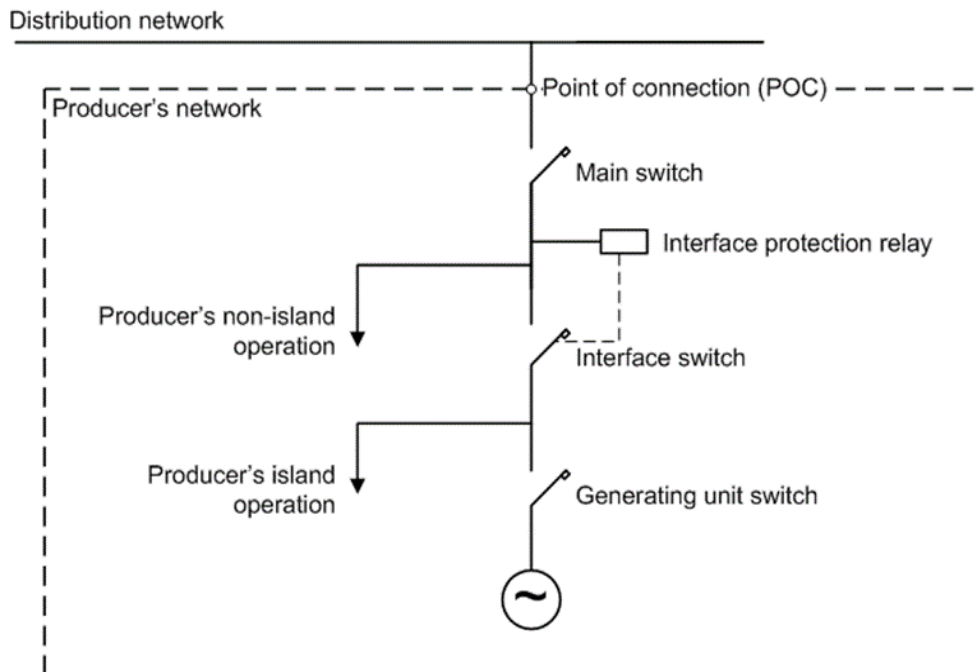 Distribution network
Point of connection (POC)
Producer's network
Main switch
Interface protection relay
Producer's non-island
operation
Interface switch
Producer's island
operation
Generating unit switch
~